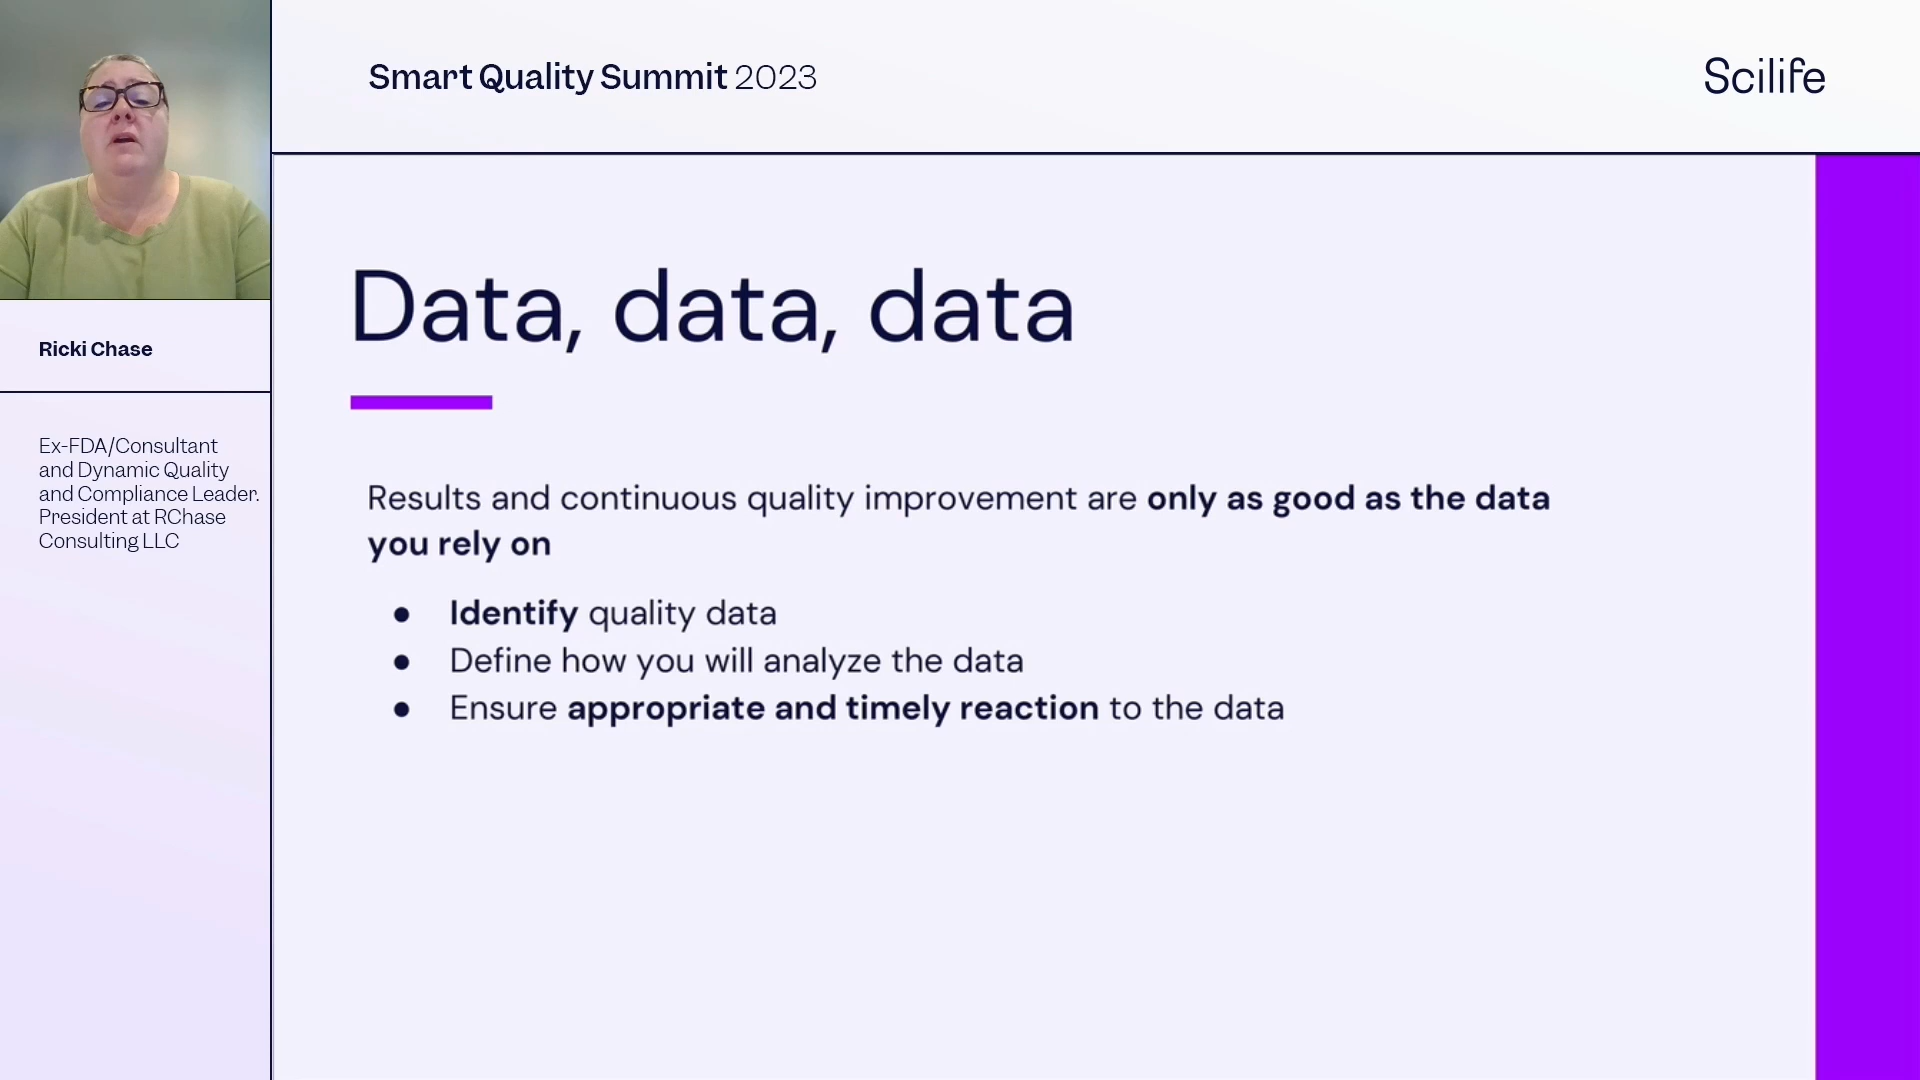 Smart Quality Summit 2023
Scilife
Ricki Chase
Ex-FDA/Consultant
and Dynamic Quality
and Compliance Leader.
President at RChase
Consulting LLC
Data, data, data
Results and continuous quality improvement are only as good as the data
you rely on
● Identify quality data
● Define how you will analyze the data
● Ensure appropriate and timely reaction to the data